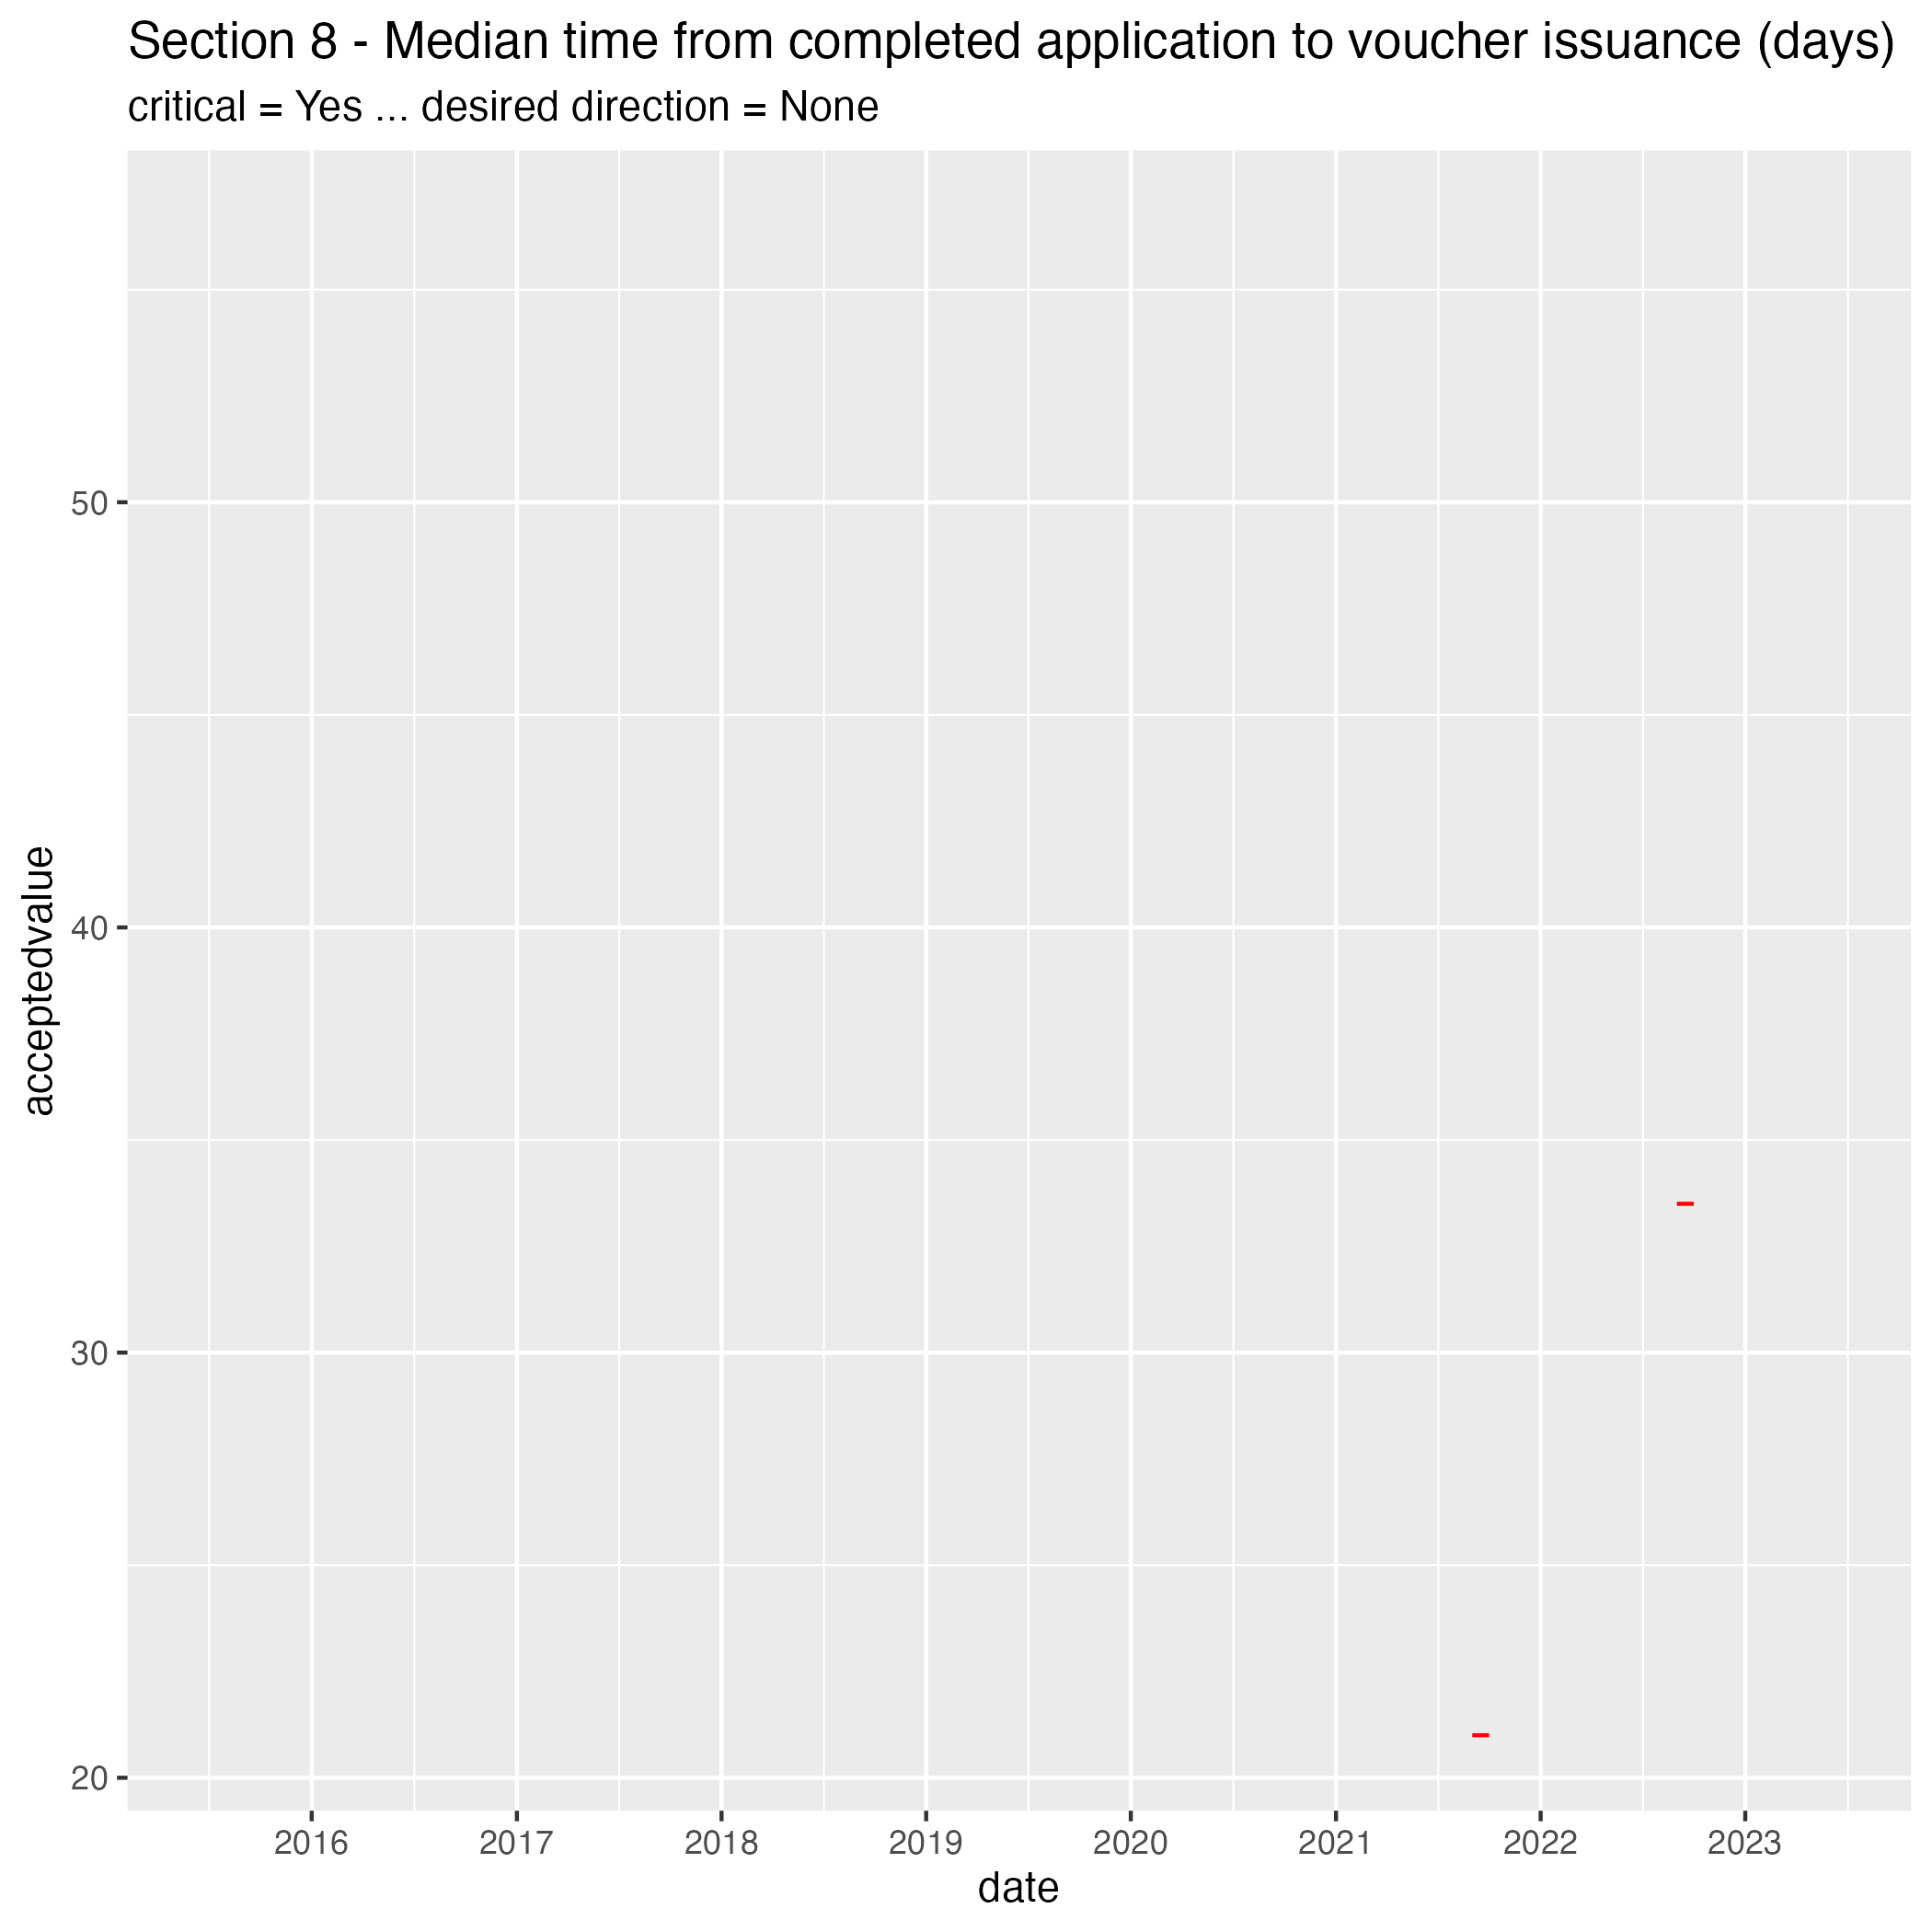 Section 8 - Median time from completed application to voucher issuance (days)
critical = Yes ... desired direction = None
acceptedvalue
50
40
30
20
2016 2017 2018 2019 2020 2021 2022 2023
date